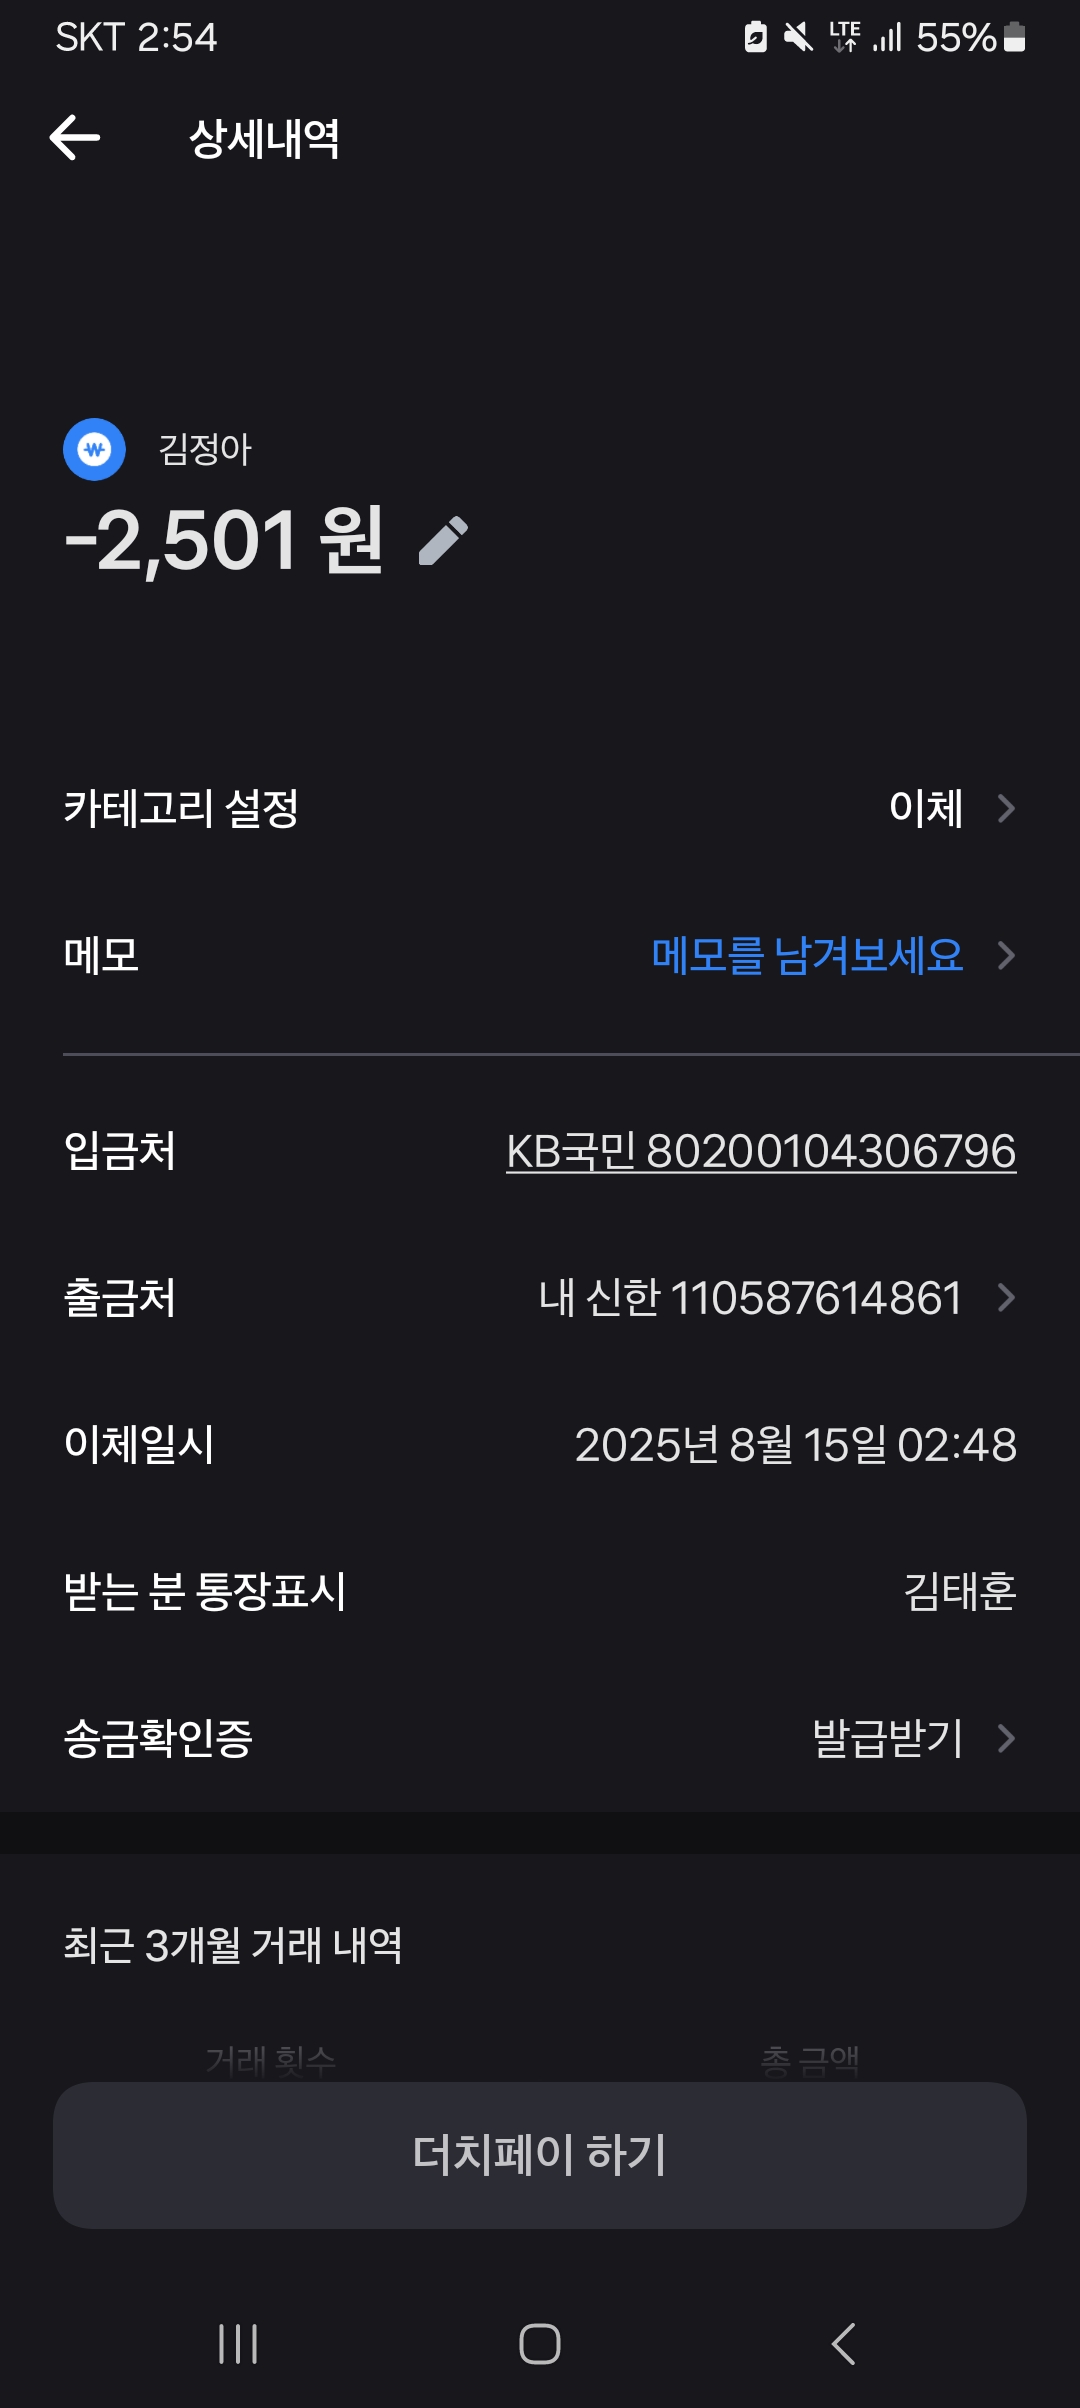 SKT 2:54 LTE 55%
상세내역
김정아
-2,501 원
카테고리 설정 이체
메모 메모를 남겨보세요
입금처 KB국민 80200104306796
출금처 내 신한 110587614861
이체일시 2025년 8월 15일 02:48
받는 분 통장표시 김태훈
송금확인증 발급받기
최근 3개월 거래 내역
거래 횟수 총 금액
더치페이 하기